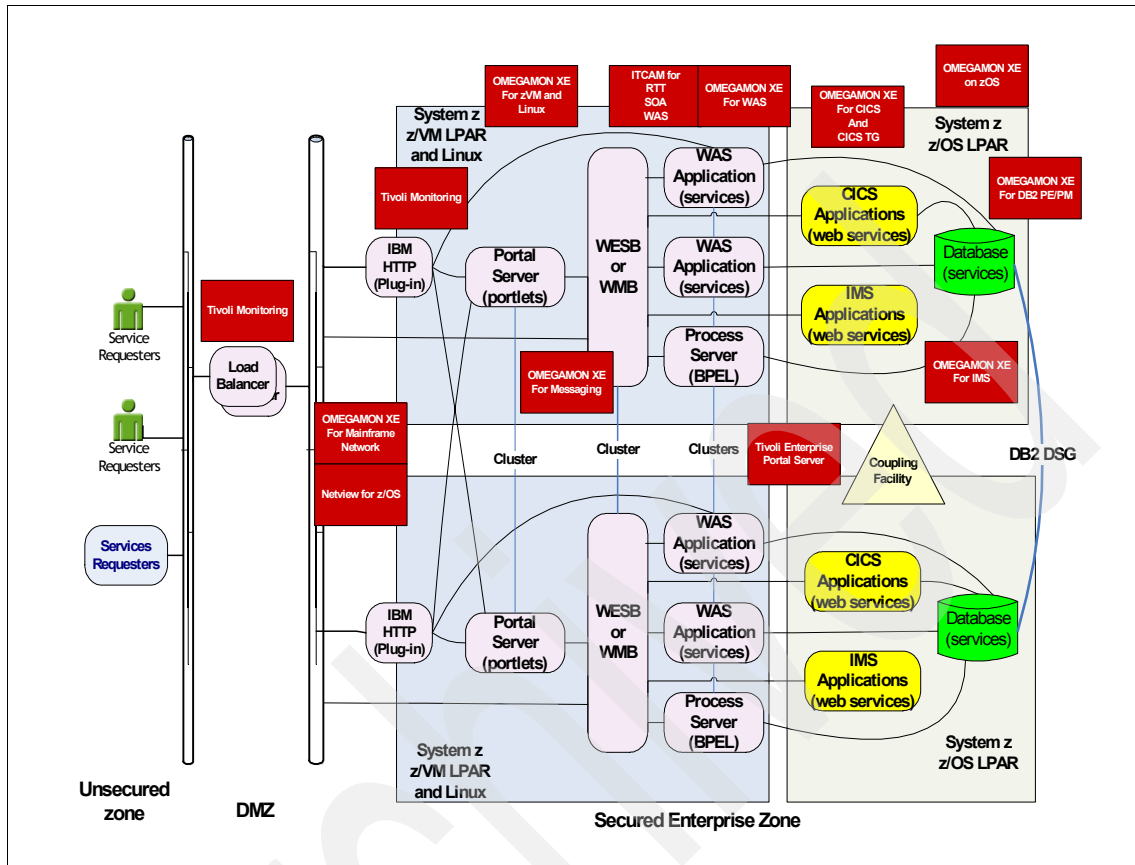 OMEGAMON XE
For zVM and
Linux
ITCAM for
RTT
SOA
WAS
OMEGAMON XE
For WAS
OMEGAMON XE
For CICS
And
CICS TG
OMEGAMON XE
on zOS
System z
z/VM LPAR
and Linux
System z
z/OS LPAR
Tivoli Monitoring
OMEGAMON XE
For DB2 PE/PM
IBM
HTTP
(Plug-in)
Portal
Server
(portlets)
WESB
or
WMB
WAS
Application
(services)
WAS
Application
(services)
Process
Server
(BPEL)
CICS
Applications
(web services)
IMS
Applications
(web services)
Database
(services)
Service
Requesters
Tivoli Monitoring
Load
Balancer
r
OMEGAMON XE
For Messaging
OMEGAMON XE
For IMS
Service
Requesters
OMEGAMON XE
For Mainframe
Network
Netview for z/OS
Cluster
Cluster
Clusters
Tivoli Enterprise
Portal Server
Coupling
Facility
DB2 DSG
Services
Requesters
IBM
HTTP
(Plug-in)
Portal
Server
(portlets)
WESB
or
WMB
WAS
Application
(services)
WAS
Application
(services)
Process
Server
(BPEL)
CICS
Applications
(web services)
IMS
Applications
(web services)
Database
(services)
System z
z/VM LPAR
and Linux
System z
z/OS LPAR
Unsecured
zone
DMZ
Secured Enterprise Zone